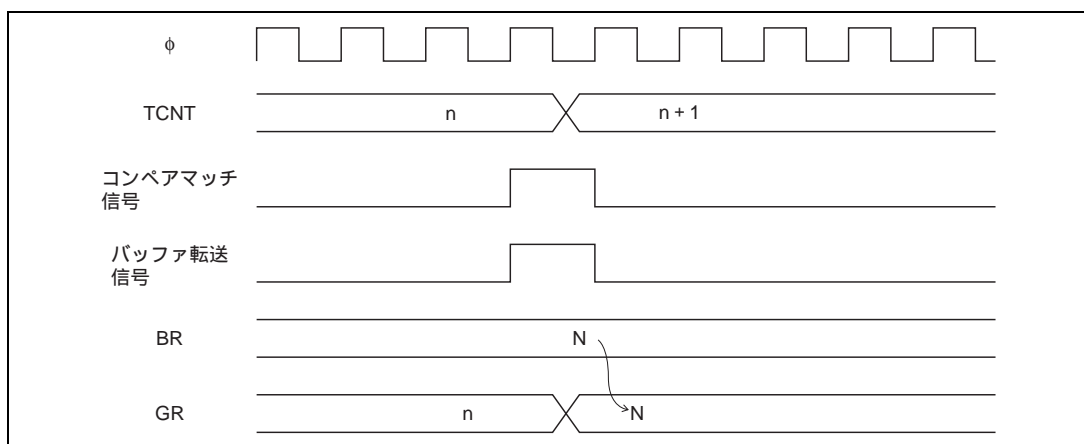 φ
TCNT n n + 1
コンペアマッチ
信号
バッファ転送
信号
BR N
GR n N